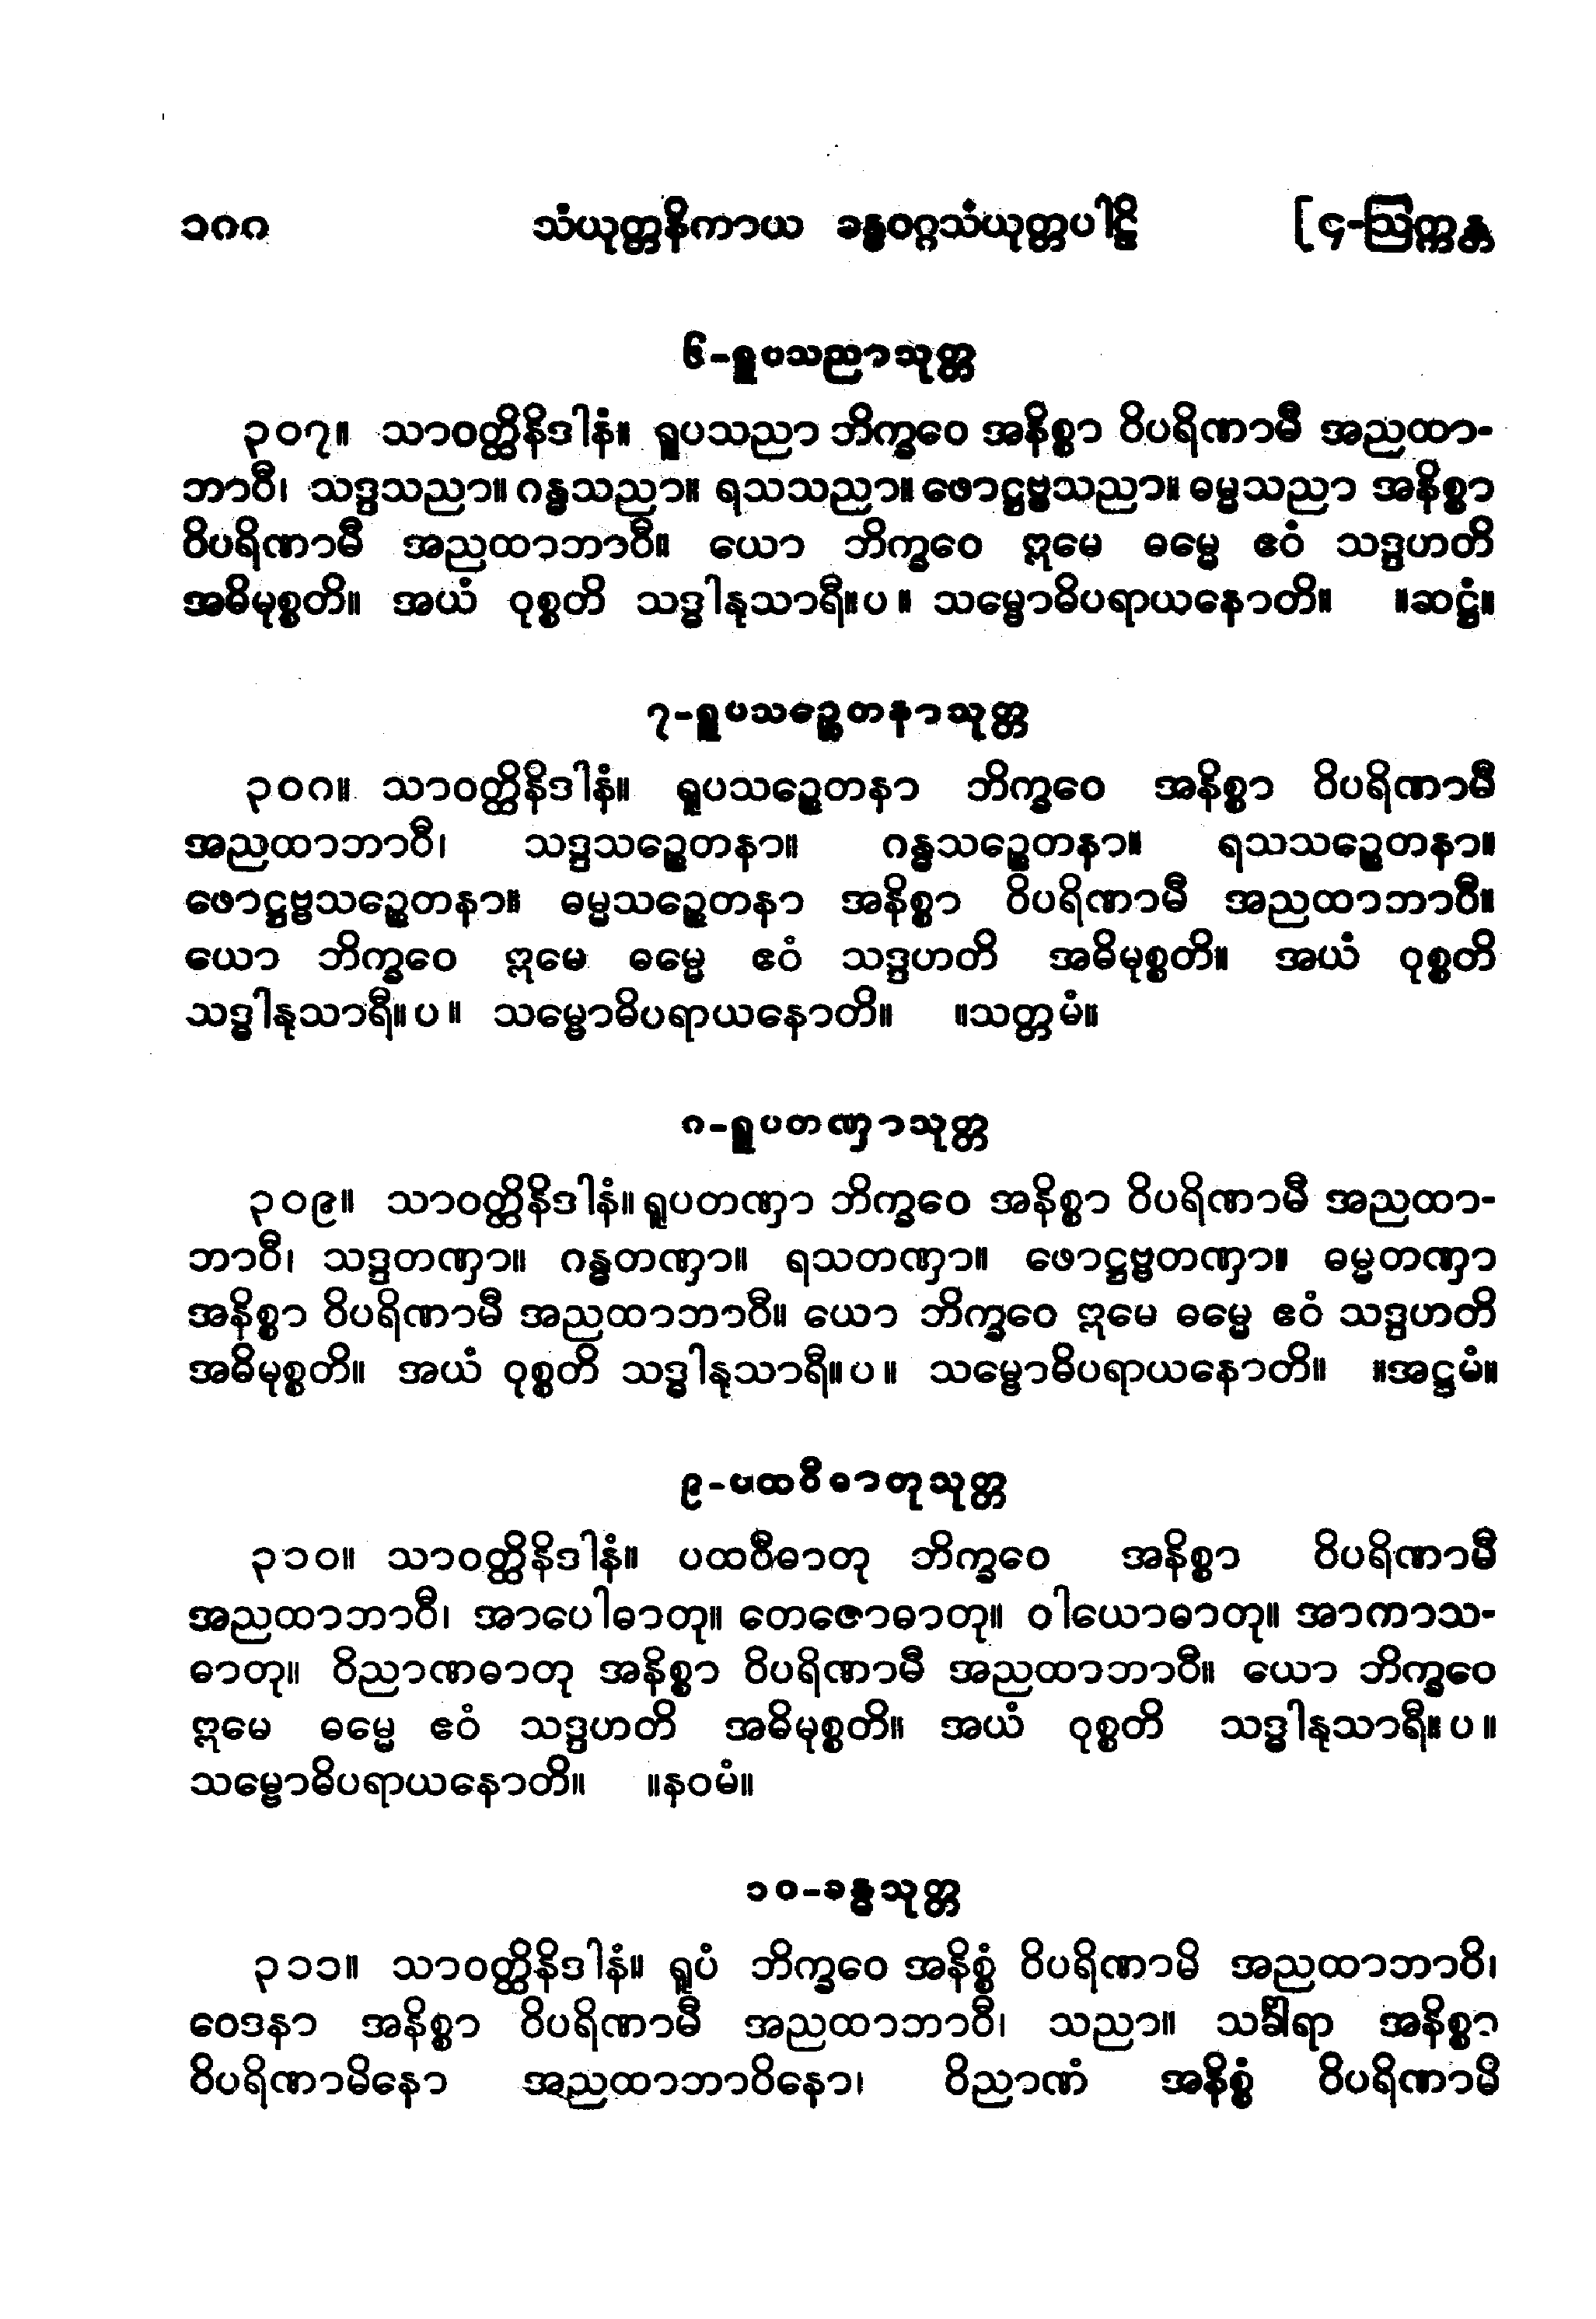 ၁၈၈ သံယုတ္တနိကာယ ခန္ဓဝဂ္ဂသံယုတ္တပါဠိ [၄-ဩက္ကန္တ
၆-ရူပသညာသုတ္တ
၃၀၇။ သာဝတ္ထိနိဒါနံ။ ရူပသညာ ဘိက္ခဝေ အနိစ္စာ ဝိပရိဏာမီ အညထာ-
ဘာဝီ၊ သဒ္ဒသညာ။ ဂန္ဓသညာ။ ရသသညာ။ ဖောဋ္ဌဗ္ဗသညာ။ ဓမ္မသညာ အနိစ္စာ
ဝိပရိဏာမီ အညထာဘာဝီ။ ယော ဘိက္ခဝေ ဣမေ ဓမ္မေ ဧဝံ သဒ္ဒဟတိ
အဓိမုစ္စတိ။ အယံ ဝုစ္စတိ သဒ္ဓါနုသာရီ။ပ။ သမ္ဗောဓိပရာယနောတိ။ ။ဆဋ္ဌံ။
၇-ရူပသဉ္စေတနာသုတ္တ
၃၀၈။ သာဝတ္ထိနိဒါနံ။ ရူပသဉ္စေတနာ ဘိက္ခဝေ အနိစ္စာ ဝိပရိဏာမီ
အညထာဘာဝီ၊ သဒ္ဒသဉ္စေတနာ။ ဂန္ဓသဉ္စေတနာ။ ရသသဉ္စေတနာ။
ဖောဋ္ဌဗ္ဗသဉ္စေတနာ။ ဓမ္မသဉ္စေတနာ အနိစ္စာ ဝိပရိဏာမီ အညထာဘာဝီ။
ယော ဘိက္ခဝေ ဣမေ ဓမ္မေ ဧဝံ သဒ္ဒဟတိ အဓိမုစ္စတိ။ အယံ ဝုစ္စတိ
သဒ္ဓါနုသာရီ။ပ။ သမ္ဗောဓိပရာယနောတိ။ ။သတ္တမံ။
၈-ရူပတဏှာသုတ္တ
၃၀၉။ သာဝတ္ထိနိဒါနံ။ ရူပတဏှာ ဘိက္ခဝေ အနိစ္စာ ဝိပရိဏာမီ အညထာ-
ဘာဝီ၊ သဒ္ဒတဏှာ။ ဂန္ဓတဏှာ။ ရသတဏှာ။ ဖောဋ္ဌဗ္ဗတဏှာ။ ဓမ္မတဏှာ
အနိစ္စာ ဝိပရိဏာမီ အညထာဘာဝီ။ ယော ဘိက္ခဝေ ဣမေ ဓမ္မေ ဧဝံ သဒ္ဒဟတိ
အဓိမုစ္စတိ။ အယံ ဝုစ္စတိ သဒ္ဓါနုသာရီ။ပ။ သမ္ဗောဓိပရာယနောတိ။ ။အဋ္ဌမံ။
၉-ပထဝီဓာတုသုတ္တ
၃၁၀။ သာဝတ္ထိနိဒါနံ။ ပထဝီဓာတု ဘိက္ခဝေ အနိစ္စာ ဝိပရိဏာမီ
အညထာဘာဝီ၊ အာပေါဓာတု။ တေဇောဓာတု။ ဝါယောဓာတု။ အာကာသ-
ဓာတု။ ဝိညာဏဓာတု အနိစ္စာ ဝိပရိဏာမီ အညထာဘာဝီ။ ယော ဘိက္ခဝေ
ဣမေ ဓမ္မေ ဧဝံ သဒ္ဒဟတိ အဓိမုစ္စတိ။ အယံ ဝုစ္စတိ သဒ္ဓါနုသာရီ။ပ။
သမ္ဗောဓိပရာယနောတိ။ ။နဝမံ။
၁၀-ခန္ဓသုတ္တ
၃၁၁။ သာဝတ္ထိနိဒါနံ။ ရူပံ ဘိက္ခဝေ အနိစ္စံ ဝိပရိဏာမိ အညထာဘာဝိ၊
ဝေဒနာ အနိစ္စာ ဝိပရိဏာမီ အညထာဘာဝီ၊ သညာ။ သင်္ခါရာ အနိစ္စာ
ဝိပရိဏာမိနော အညထာဘာဝိနော၊ ဝိညာဏံ အနိစ္စံ ဝိပရိဏာမိ